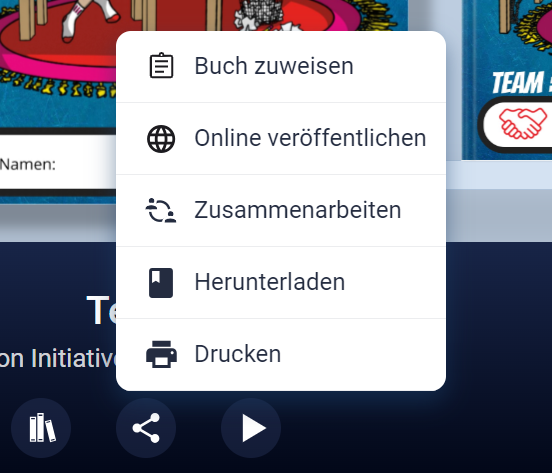 Buch zuweisen
Online veröffentlichen
TEAM
Namen:
Zusammenarbeiten
Herunterladen
Te
on Initiative
Drucken